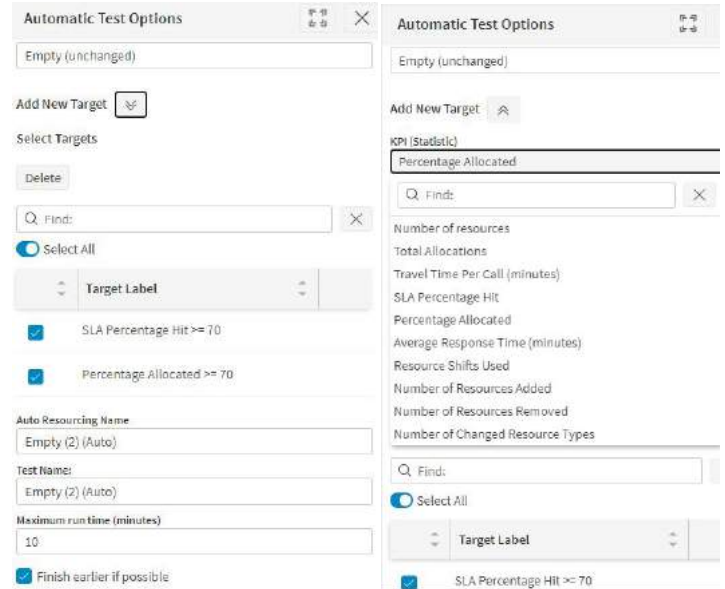 Automatic Test Options
Empty (unchanged)
Add New Target
Select Targets
Delete
Find:
Select All
Target Label
SLA Percentage Hit >= 70
Percentage Allocated >= 70
Auto Resourcing Name
Empty (2) (Auto)
Test Name:
Empty (2) (Auto)
Maximum run time (minutes)
10
Finish earlier if possible
Automatic Test Options
Empty (unchanged)
Add New Target
KPI (Statistic)
Percentage Allocated
Find:
Number of resources
Total Allocations
Travel Time Per Call (minutes)
SLA Percentage Hit
Percentage Allocated
Average Response Time (minutes)
Resource Shifts Used
Number of Resources Added
Number of Resources Removed
Number of Changed Resource Types
Find:
Select All
Target Label
SLA Percentage Hit >= 70